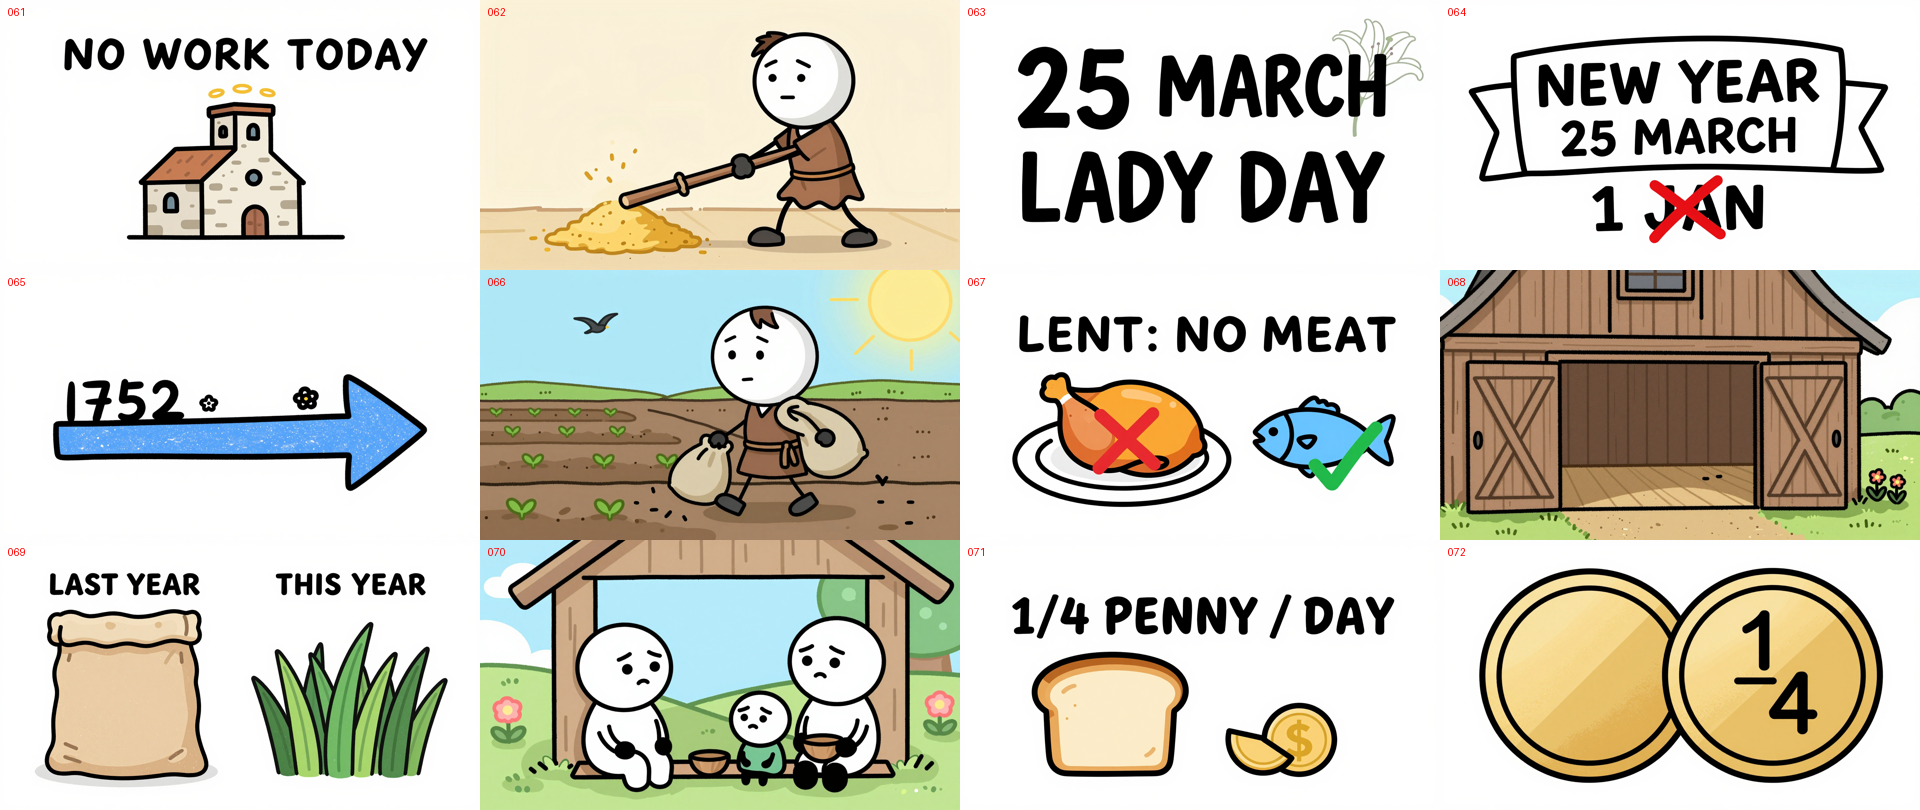 061
NO WORK TODAY
062
063
25 MARCH
LADY DAY
064
NEW YEAR
25 MARCH
1 JAN
065
1752
066
067
LENT: NO MEAT
068
069
LAST YEAR
THIS YEAR
070
071
1/4 PENNY / DAY
$
072
1/4